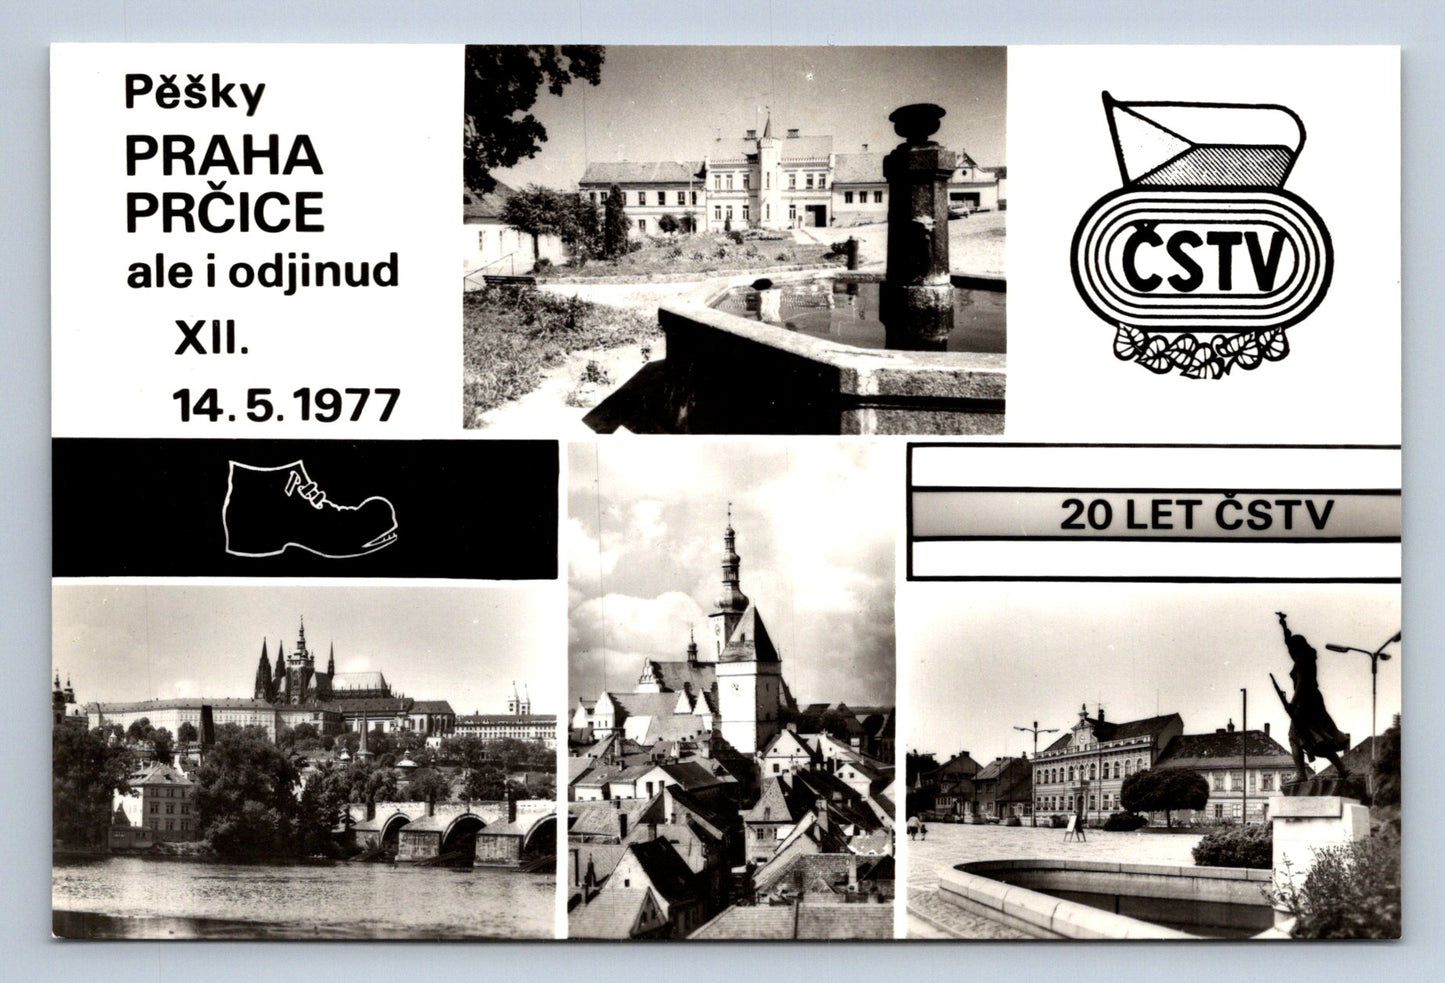 Pěšky
PRAHA
PRČICE
ale i odjinud
XII.
14. 5. 1977
ČSTV
20 LET ČSTV